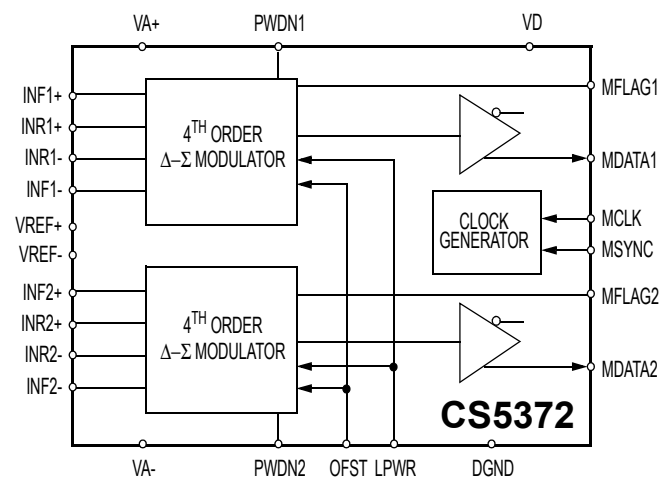 VA+ PWDN1 VD
INF1+
INR1+
INR1-
INF1-
VREF+
VREF-
INF2+
INR2+
INR2-
INF2-
4TH ORDER
Δ–Σ MODULATOR
4TH ORDER
Δ–Σ MODULATOR
CLOCK
GENERATOR
MFLAG1
MDATA1
MCLK
MSYNC
MFLAG2
MDATA2
CS5372
VA- PWDN2 OFST LPWR DGND